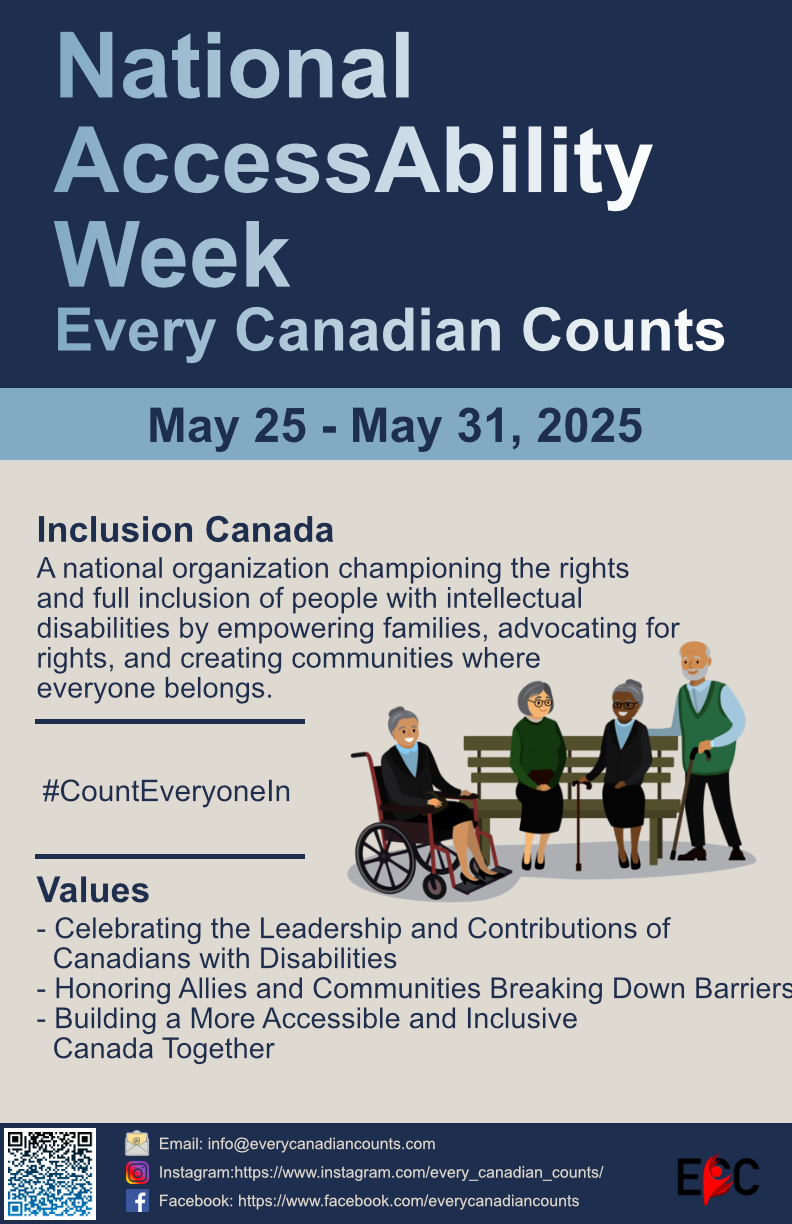 National
AccessAbility
Week
Every Canadian Counts
May 25 - May 31, 2025
Inclusion Canada
A national organization championing the rights
and full inclusion of people with intellectual
disabilities by empowering families, advocating for
rights, and creating communities where
everyone belongs.
#CountEveryoneIn
Values
- Celebrating the Leadership and Contributions of
Canadians with Disabilities
- Honoring Allies and Communities Breaking Down Barriers
- Building a More Accessible and Inclusive
Canada Together
Email: info@everycanadiancounts.com
Instagram:https://www.instagram.com/every_canadian_counts/
Facebook: https://www.facebook.com/everycanadiancounts
ECC